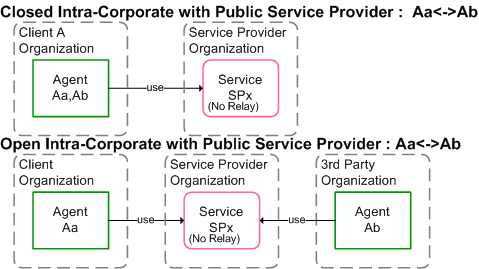 Closed Intra-Corporate with Public Service Provider :  Aa<->Ab
Client A
Organization
Service Provider
Organization
Agent
Aa,Ab
use
Service
SPx
(No Relay)
Open Intra-Corporate with Public Service Provider : Aa<->Ab
Client
Organization
Service Provider
Organization
3rd Party
Organization
Agent
Aa
use
Service
SPx
(No Relay)
use
Agent
Ab